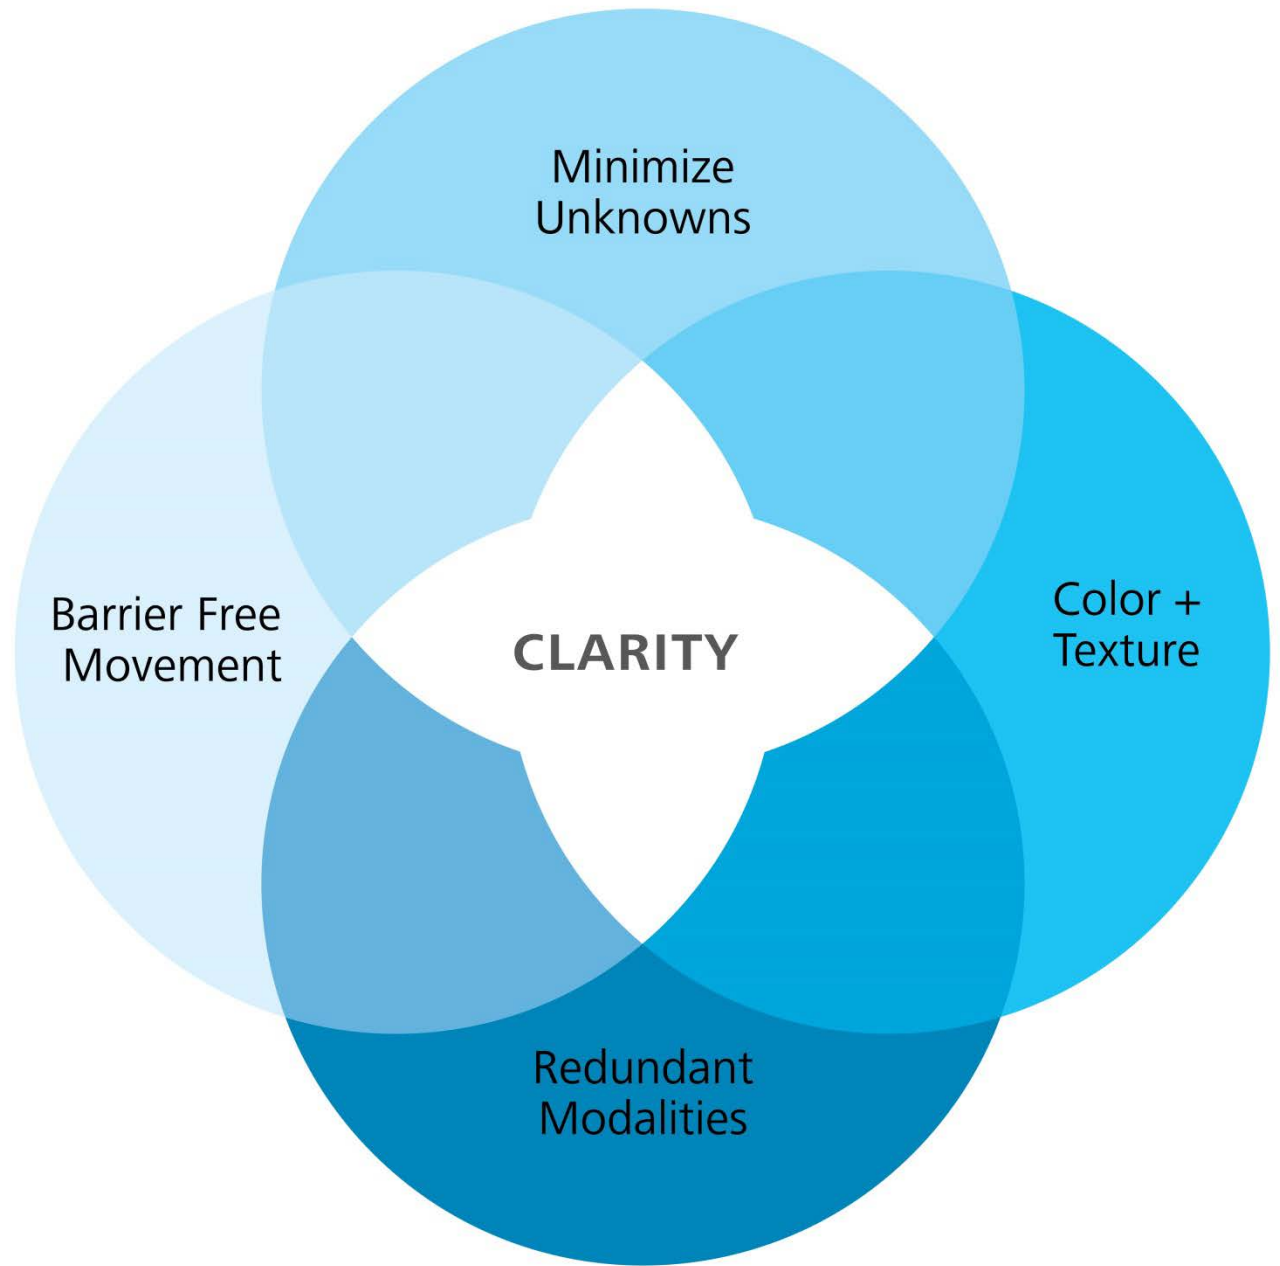 Minimize
Unknowns
Barrier Free
Movement
CLARITY
Color +
Texture
Redundant
Modalities